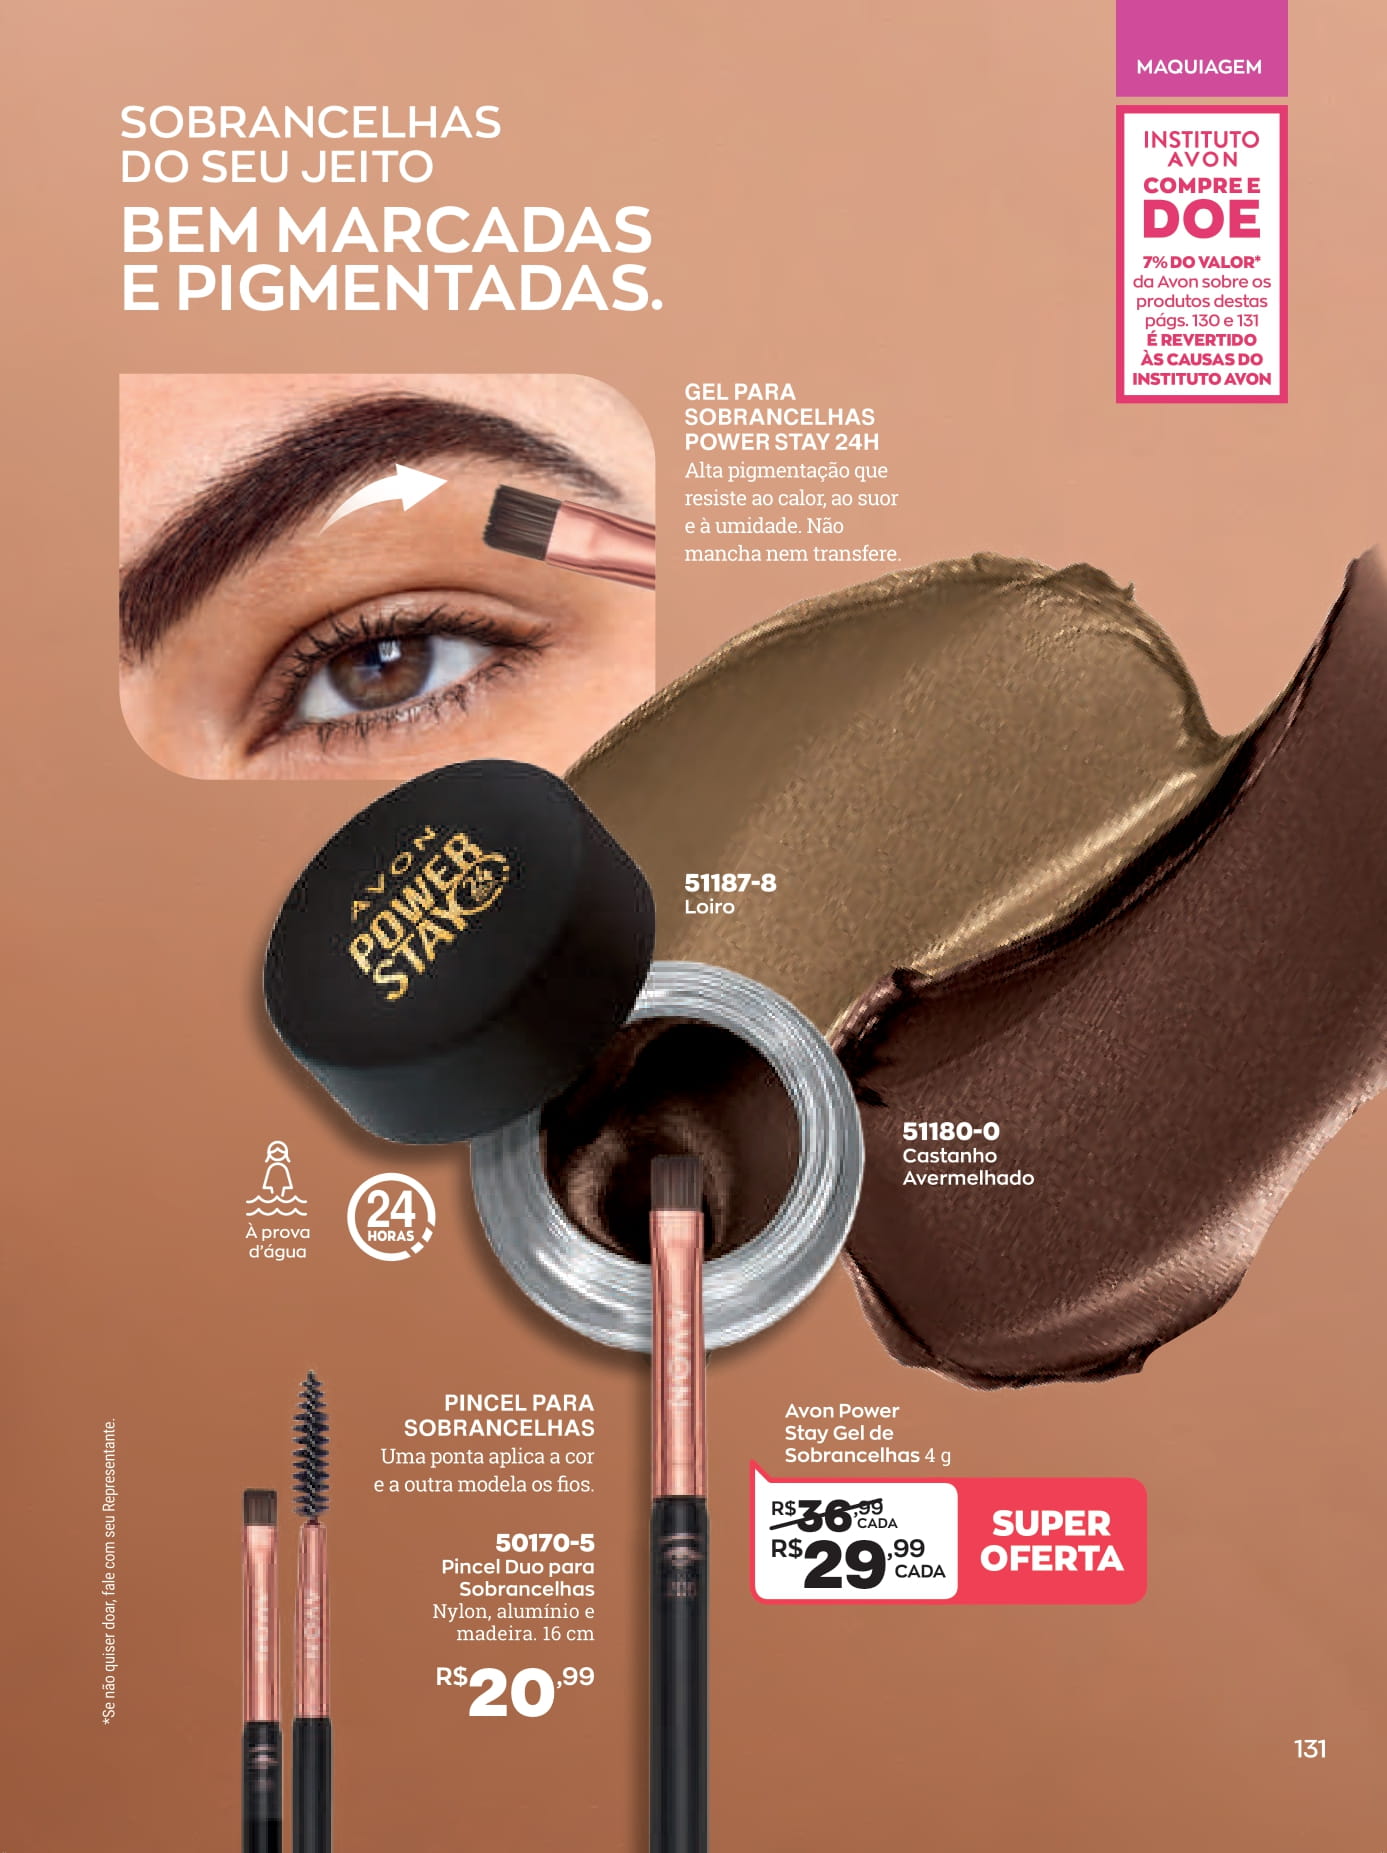 MAQUIAGEM
INSTITUTO
AVON
COMPRE E
DOE
7% DO VALOR*
da Avon sobre os
produtos destas
págs. 130 e 131
É REVERTIDO
ÀS CAUSAS DO
INSTITUTO AVON
SOBRANCELHAS
DO SEU JEITO
BEM MARCADAS
E PIGMENTADAS.
GEL PARA
SOBRANCELHAS
POWER STAY 24H
Alta pigmentação que
resiste ao calor, ao suor
e à umidade. Não
mancha nem transfere.
AVON
POWER
STAY 24
51187-8
Loiro
51180-0
Castanho
Avermelhado
À prova
d'água
24
HORAS
AVON
PINCEL PARA
SOBRANCELHAS
Uma ponta aplica a cor
e a outra modela os fios.
50170-5
Pincel Duo para
Sobrancelhas
Nylon, alumínio e
madeira. 16 cm
R$20,99
AVON
AVON
Avon Power
Stay Gel de
Sobrancelhas 4 g
R$36,99
CADA
R$29,99
CADA
SUPER
OFERTA
*Se não quiser doar, fale com seu Representante.
131